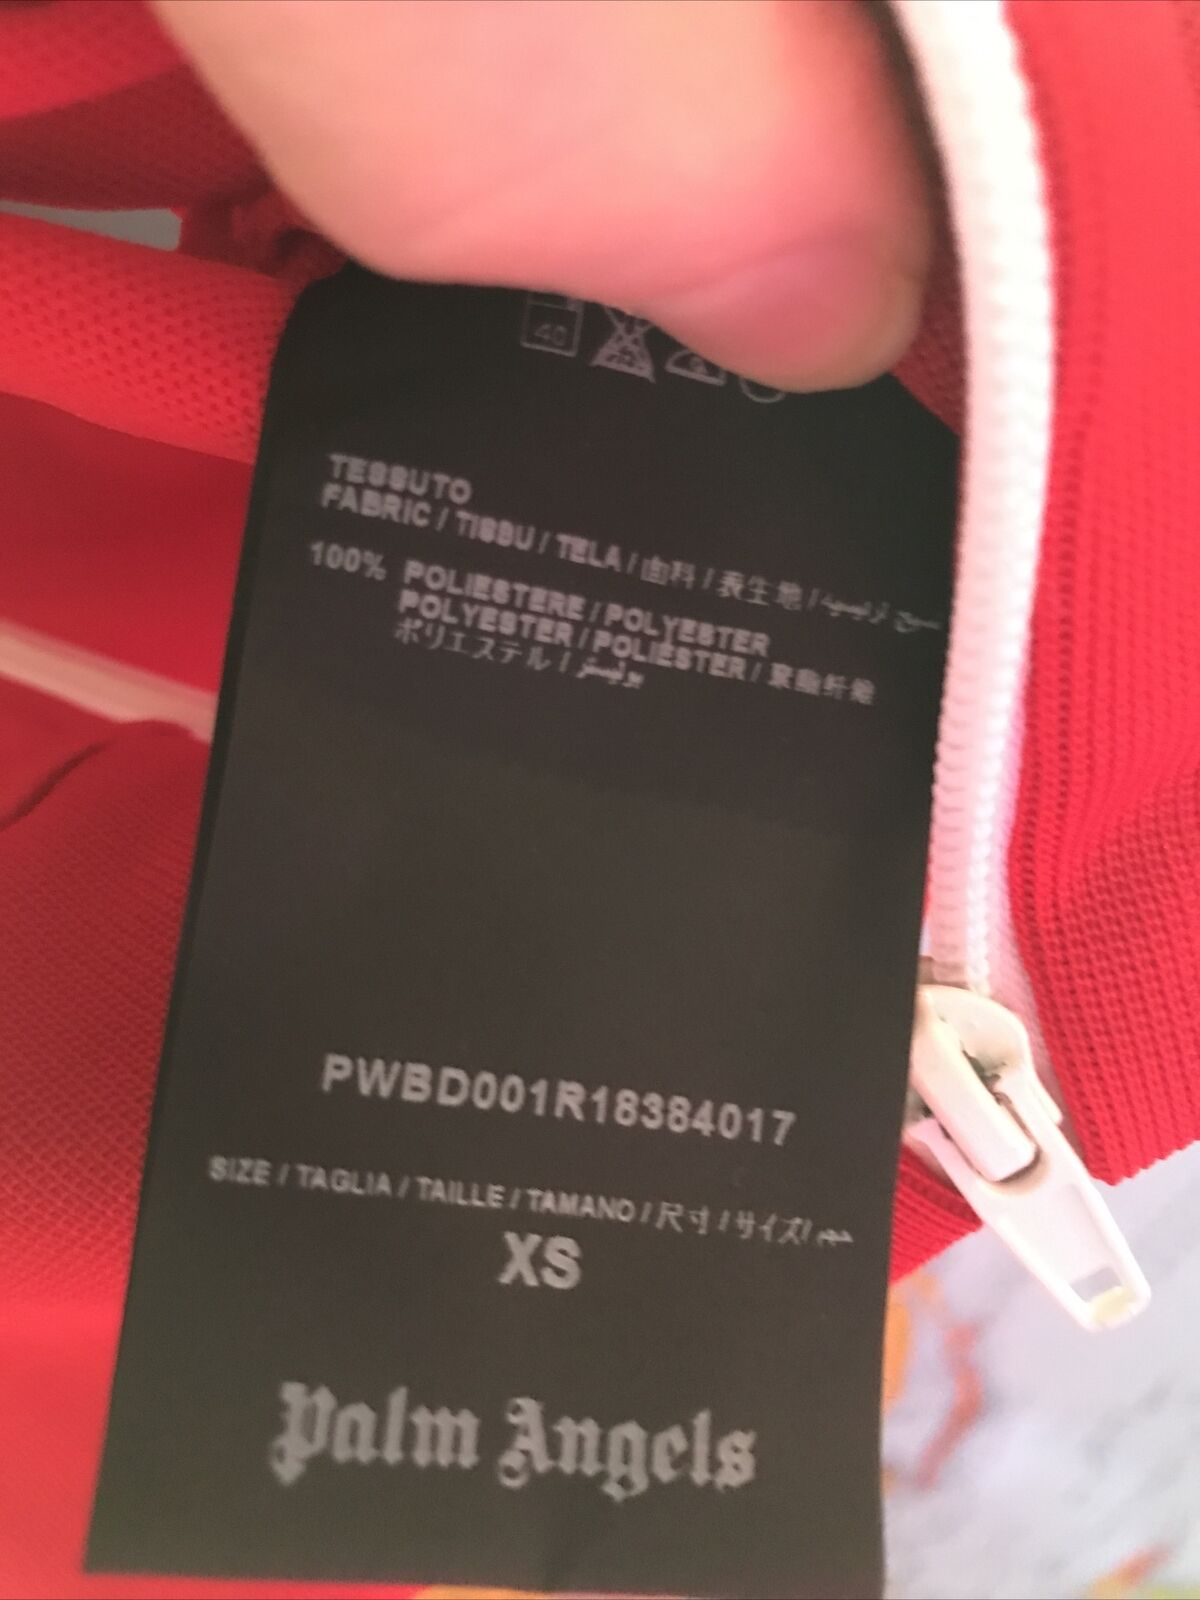 40
TESSUTO
FABRIC / TISSU / TELA / 面料 / 表生地 /
100% POLIESTERE / POLYESTER
POLYESTER / POLIESTER / 聚酯纤维
ポリエステル / بوليستر
PWBD001R18384017
SIZE / TAGLIA / TAILLE / TAMANO / 尺寸 / サイズ/
XS
Palm Angels